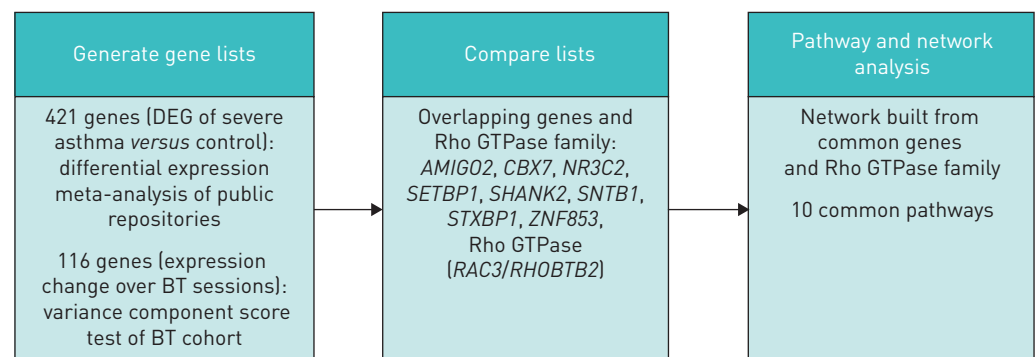 Generate gene lists
421 genes (DEG of severe
asthma versus control):
differential expression
meta-analysis of public
repositories
116 genes (expression
change over BT sessions):
variance component score
test of BT cohort
Compare lists
Overlapping genes and
Rho GTPase family:
AMIGO2, CBX7, NR3C2,
SETBP1, SHANK2, SNTB1,
STXBP1, ZNF853,
Rho GTPase
(RAC3/RHOBTB2)
Pathway and network
analysis
Network built from
common genes
and Rho GTPase family
10 common pathways